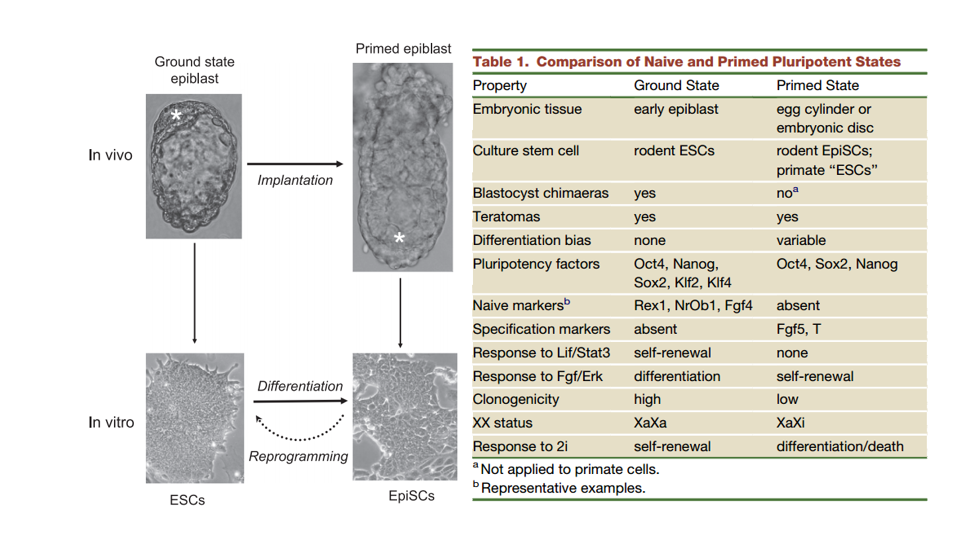 Ground state
epiblast
Primed epiblast
*
*
In vivo
Implantation
Differentiation
In vitro
Reprogramming
ESCs
EpiSCs
Table 1. Comparison of Naive and Primed Pluripotent States
Property Ground State Primed State
Embryonic tissue early epiblast egg cylinder or
embryonic disc
Culture stem cell rodent ESCs rodent EpiSCs;
primate “ESCs”
Blastocyst chimaeras yes noᵃ
Teratomas yes yes
Differentiation bias none variable
Pluripotency factors Oct4, Nanog, Oct4, Sox2, Nanog
Sox2, Klf2, Klf4
Naive markersᵇ Rex1, NrOb1, Fgf4 absent
Specification markers absent Fgf5, T
Response to Lif/Stat3 self-renewal none
Response to Fgf/Erk differentiation self-renewal
Clonogenicity high low
XX status XaXa XaXi
Response to 2i self-renewal differentiation/death
ᵃ Not applied to primate cells.
ᵇ Representative examples.